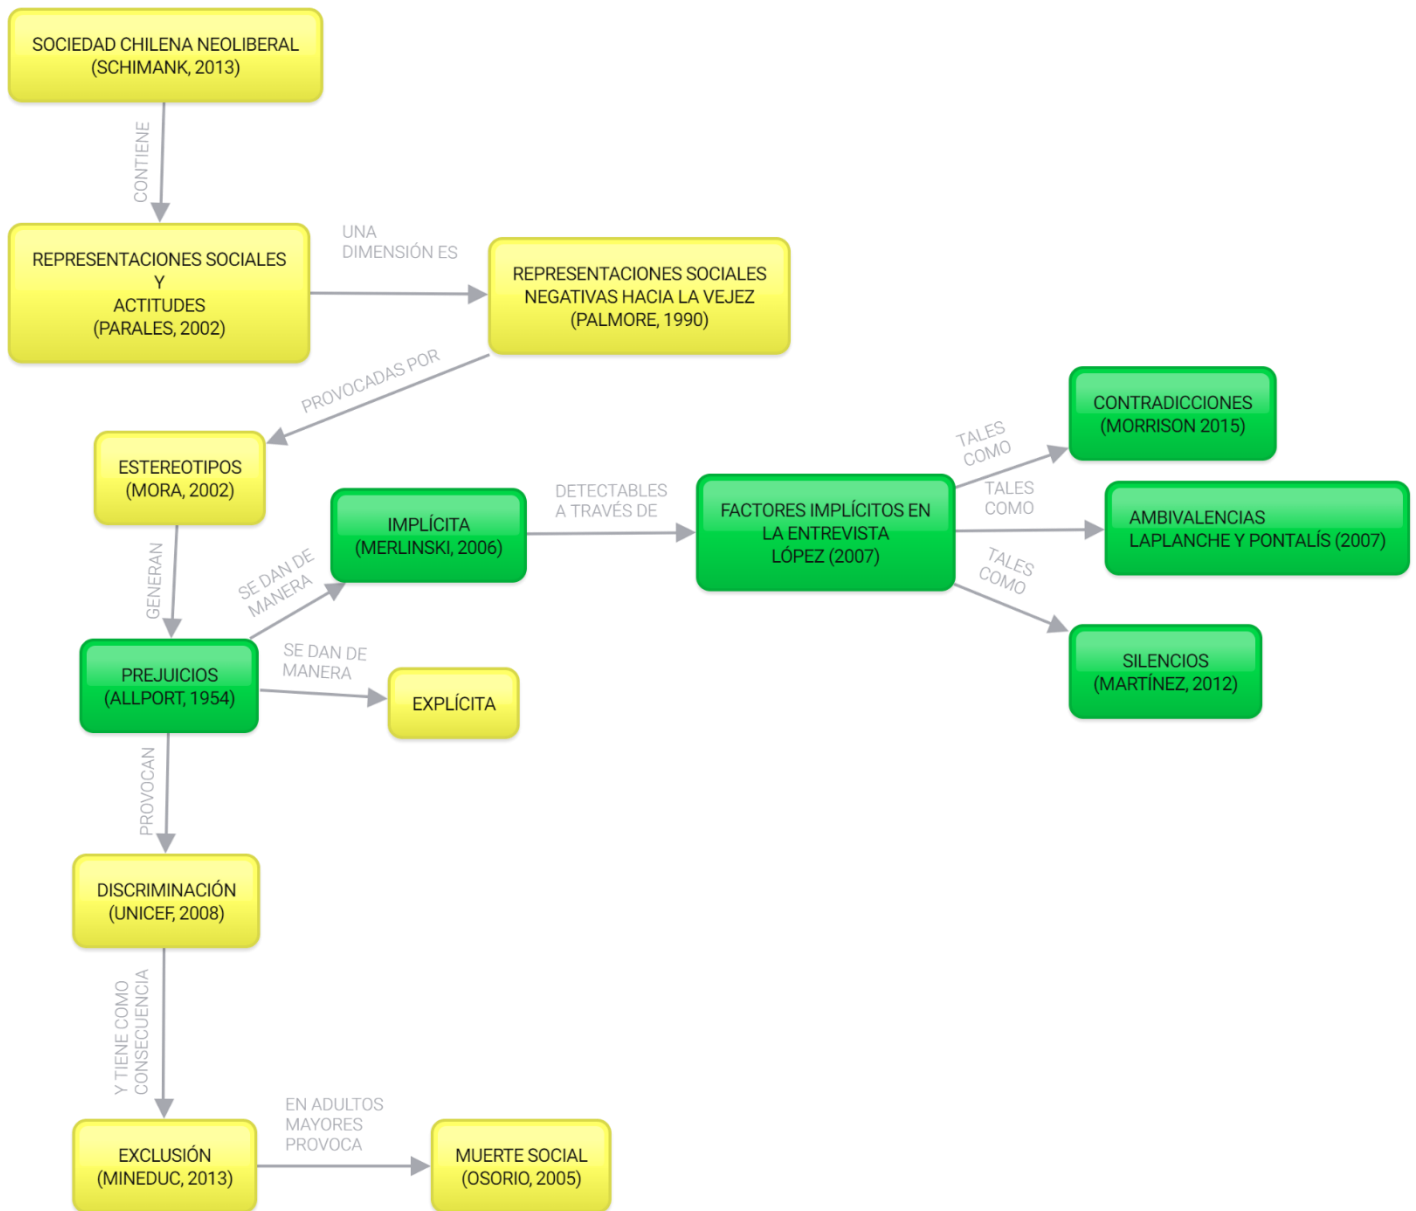 SOCIEDAD CHILENA NEOLIBERAL
(SCHIMANK, 2013)
CONTIENE
REPRESENTACIONES SOCIALES
Y
ACTITUDES
(PARALES, 2002)
UNA
DIMENSIÓN ES
REPRESENTACIONES SOCIALES
NEGATIVAS HACIA LA VEJEZ
(PALMORE, 1990)
PROVOCADAS POR
ESTEREOTIPOS
(MORA, 2002)
GENERAN
PREJUICIOS
(ALLPORT, 1954)
SE DAN DE
MANERA
IMPLÍCITA
(MERLINSKI, 2006)
DETECTABLES
A TRAVÉS DE
FACTORES IMPLÍCITOS EN
LA ENTREVISTA
LÓPEZ (2007)
TALES
COMO
CONTRADICCIONES
(MORRISON 2015)
TALES
COMO
AMBIVALENCIAS
LAPLANCHE Y PONTALÍS (2007)
TALES
COMO
SILENCIOS
(MARTÍNEZ, 2012)
SE DAN DE
MANERA
EXPLÍCITA
PROVOCAN
DISCRIMINACIÓN
(UNICEF, 2008)
Y TIENE COMO
CONSECUENCIA
EXCLUSIÓN
(MINEDUC, 2013)
EN ADULTOS
MAYORES
PROVOCA
MUERTE SOCIAL
(OSORIO, 2005)